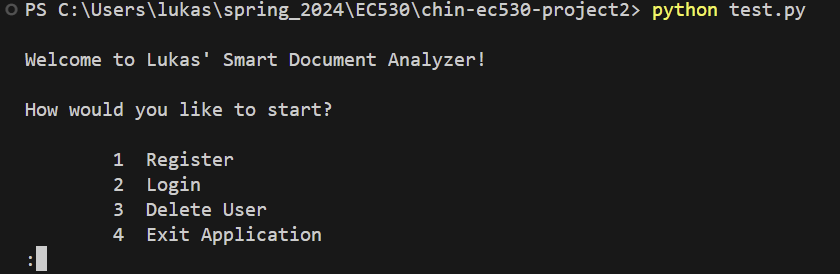 PS C:\Users\lukas\spring_2024\EC530\chin-ec530-project2> python test.py
Welcome to Lukas' Smart Document Analyzer!
How would you like to start?
1 Register
2 Login
3 Delete User
4 Exit Application
: